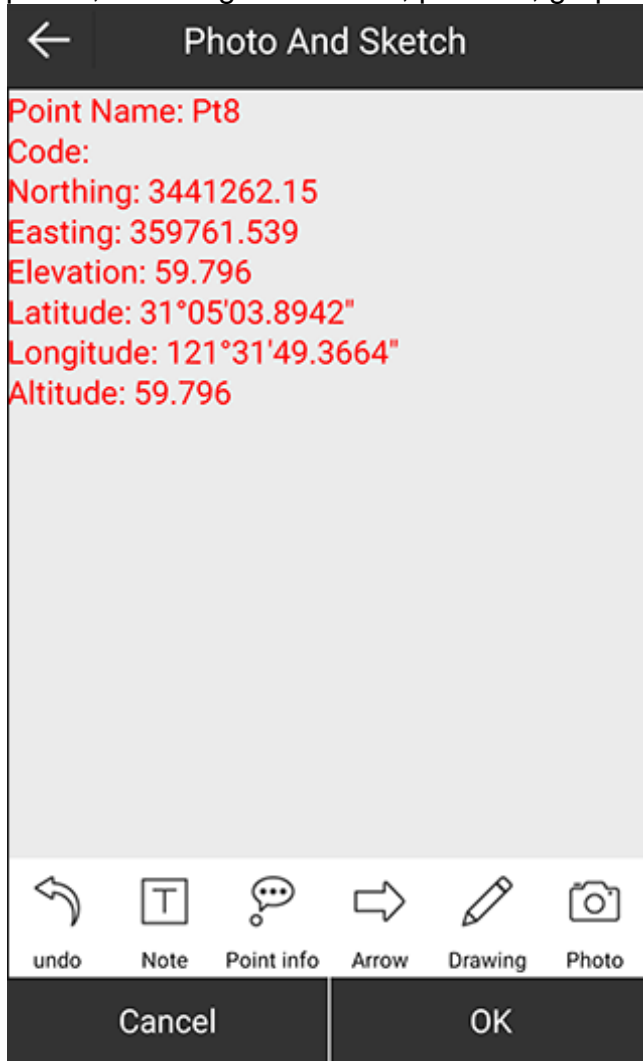 Photo And Sketch
Point Name: Pt8
Code:
Northing: 3441262.15
Easting: 359761.539
Elevation: 59.796
Latitude: 31°05'03.8942"
Longitude: 121°31'49.3664"
Altitude: 59.796
T
undo Note Point info Arrow Drawing Photo
Cancel OK